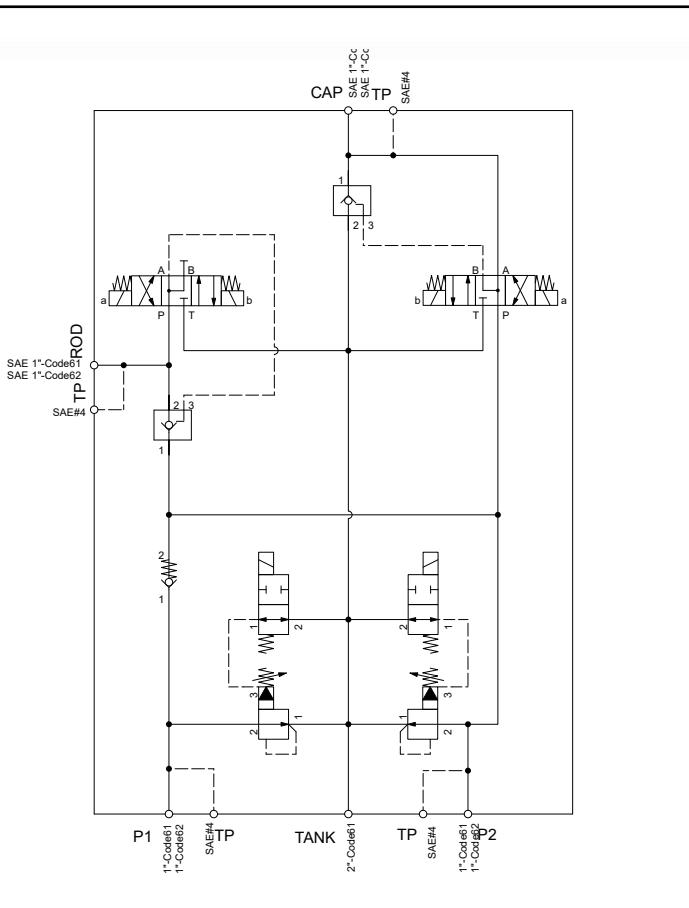 SAE 1"-Co
SAE 1"-Co
SAE#4
CAP TP
1
2 3
A B
a b
P T
B A
b a
T P
ROD
SAE 1"-Code61
SAE 1"-Code62
TP
SAE#4
2 3
1
2
1
1 2
2 1
3
3
2 1
1 2
P1
1"-Code61
1"-Code62
SAE#4
TP
TANK
2"-Code61
TP
SAE#4
1"-Code61
1"-Code62
P2